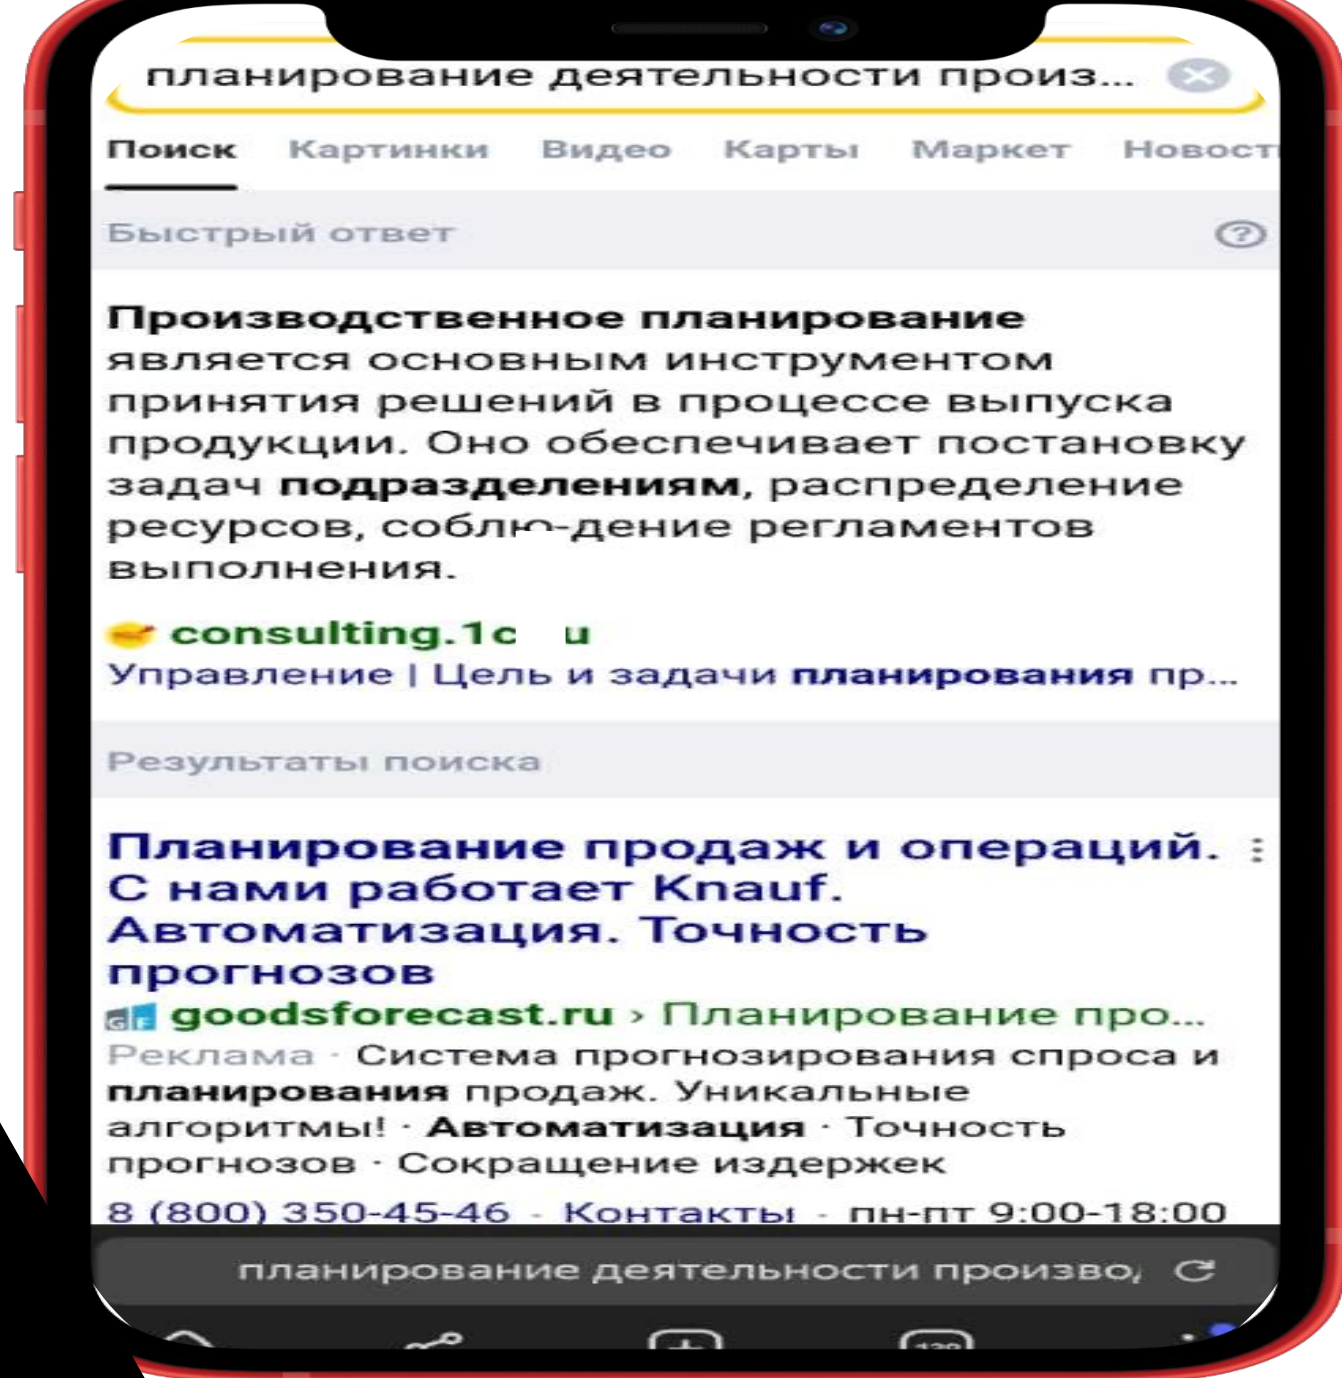 планирование деятельности произ...
Поиск Картинки Видео Карты Маркет Новост
Быстрый ответ
Производственное планирование
является основным инструментом
принятия решений в процессе выпуска
продукции. Оно обеспечивает постановку
задач подразделениям, распределение
ресурсов, соблю-дение регламентов
выполнения.
consulting.1c u
Управление | Цель и задачи планирования пр...
Результаты поиска
Планирование продаж и операций.
С нами работает Knauf.
Автоматизация. Точность
прогнозов
GF goodsforecast.ru › Планирование про...
Реклама · Система прогнозирования спроса и
планирования продаж. Уникальные
алгоритмы! · Автоматизация · Точность
прогнозов · Сокращение издержек
8 (800) 350-45-46 · Контакты · пн-пт 9:00-18:00
планирование деятельности произво